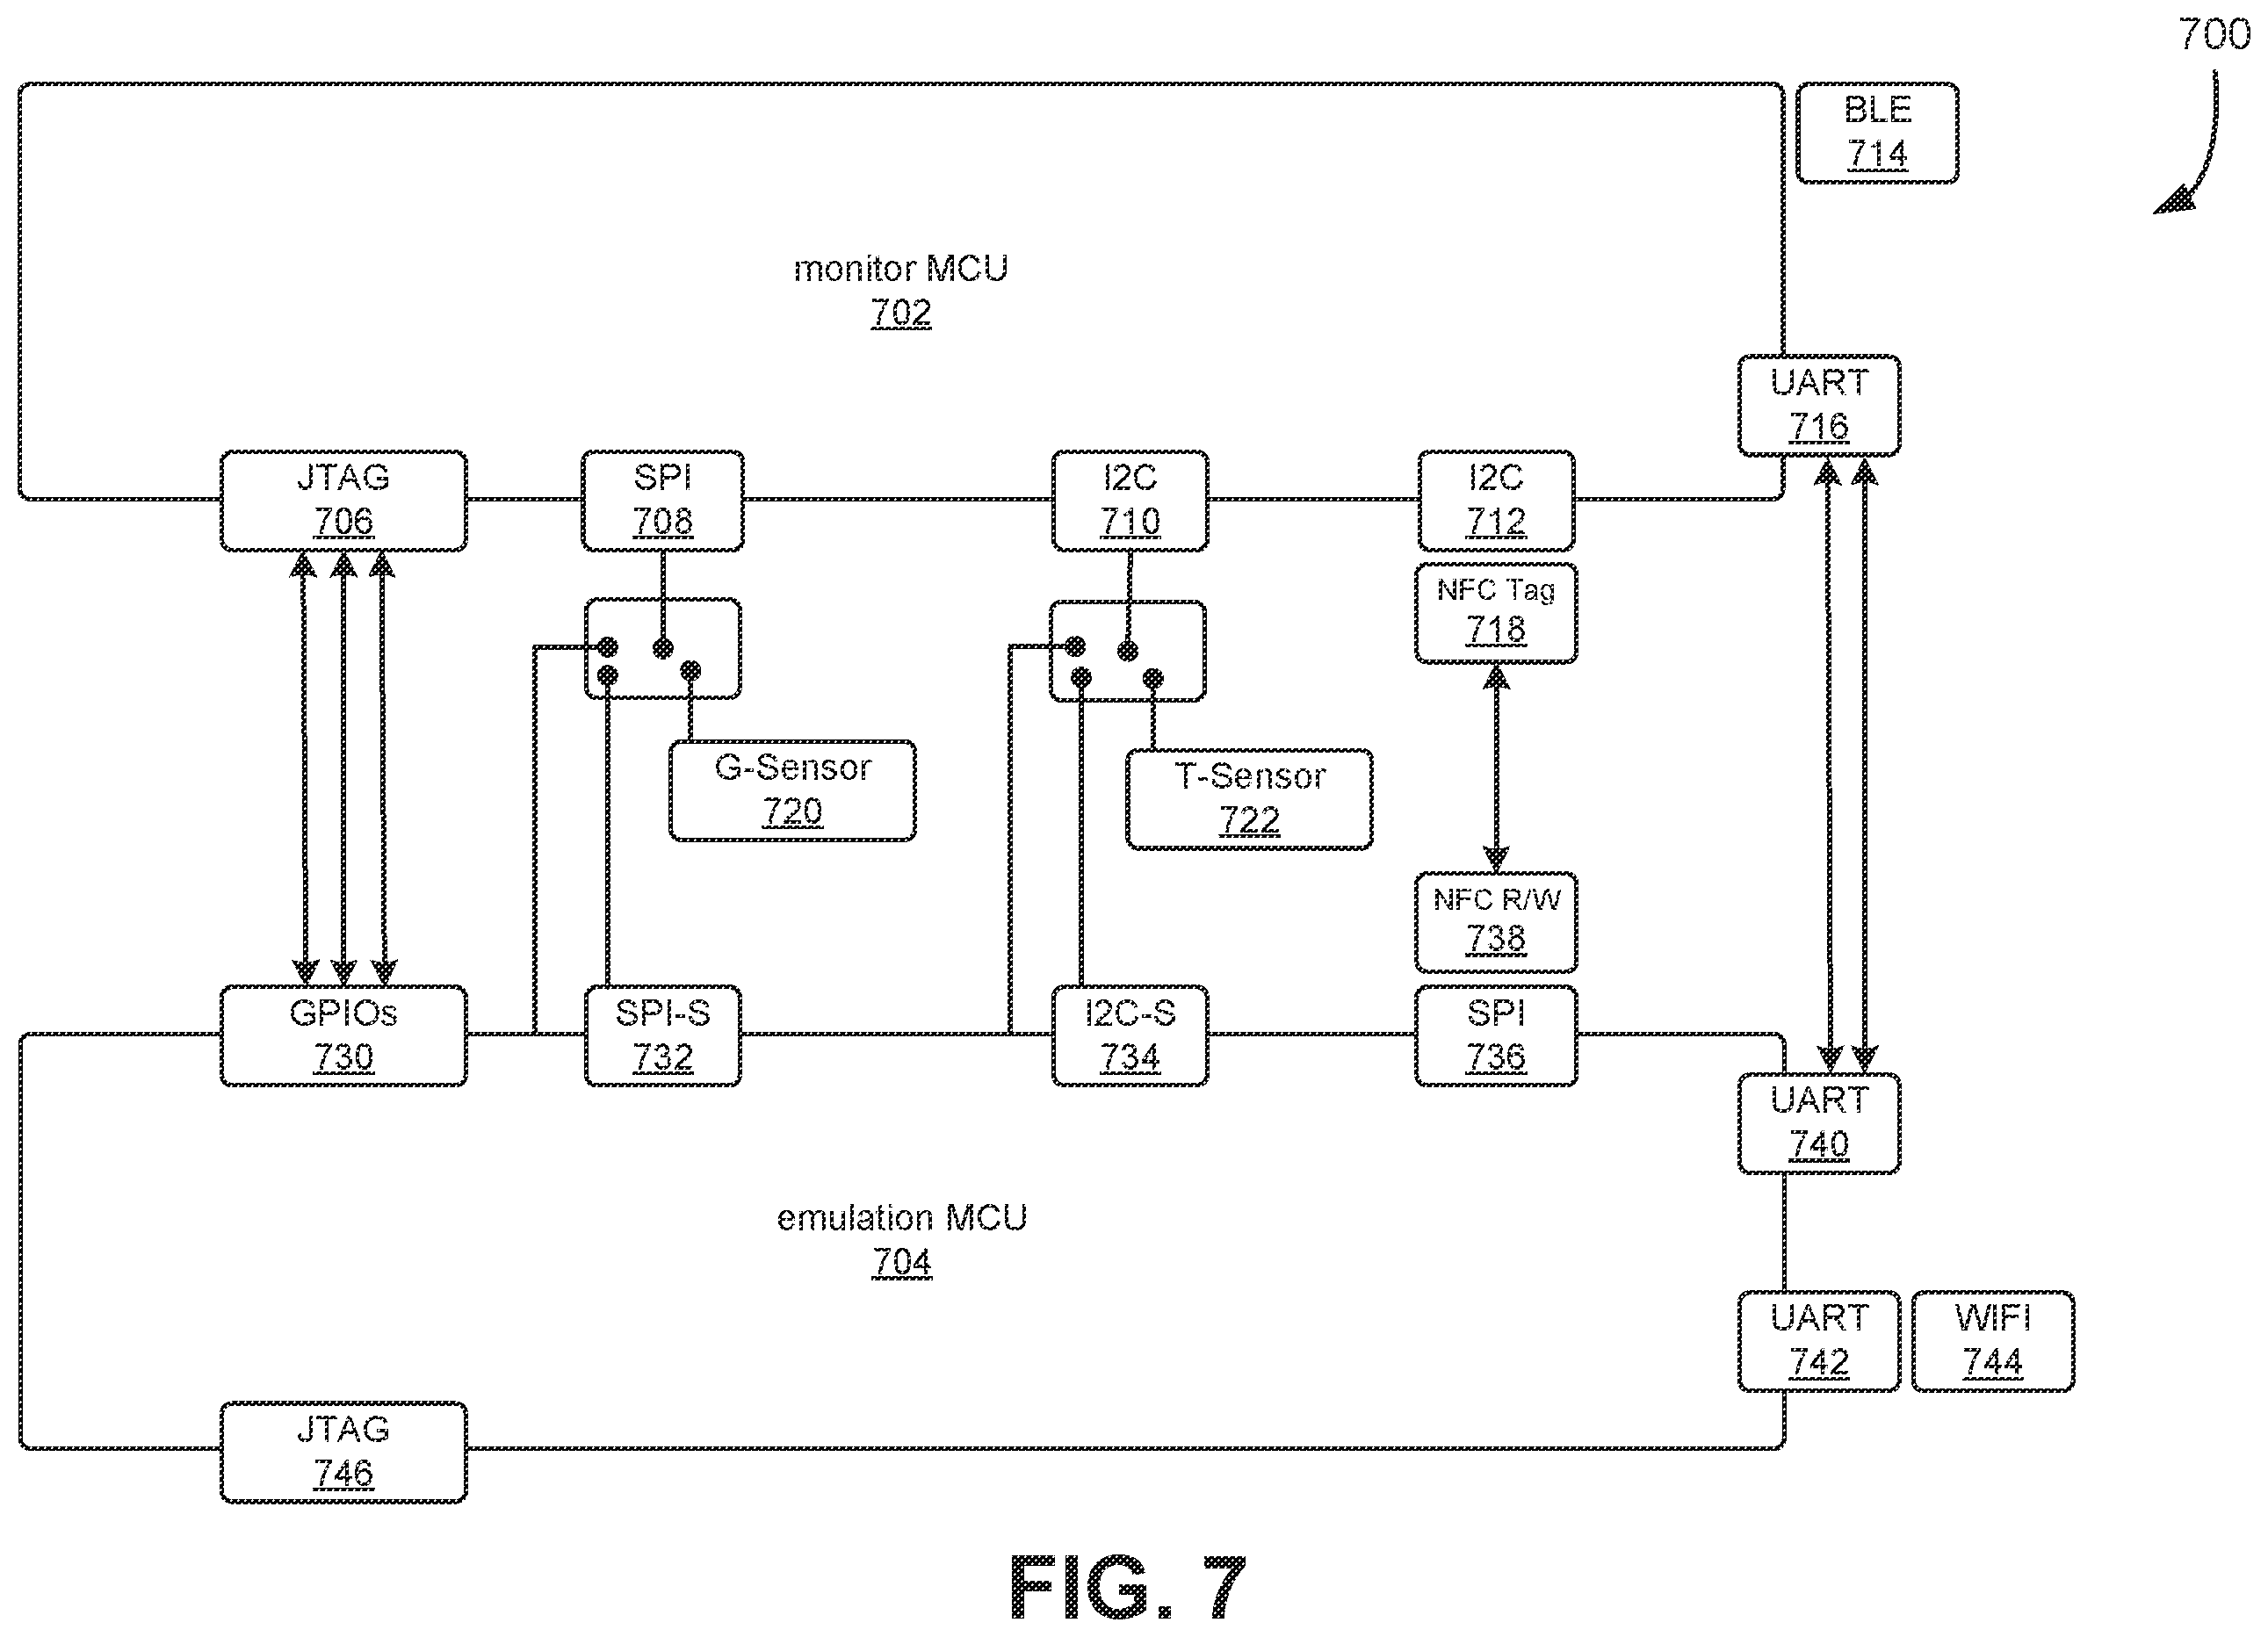 700
BLE
714
monitor MCU
702
UART
716
JTAG
706
SPI
708
I2C
710
I2C
712
NFC Tag
718
G-Sensor
720
T-Sensor
722
NFC R/W
738
GPIOs
730
SPI-S
732
I2C-S
734
SPI
736
UART
740
emulation MCU
704
UART
742
WIFI
744
JTAG
746
FIG. 7